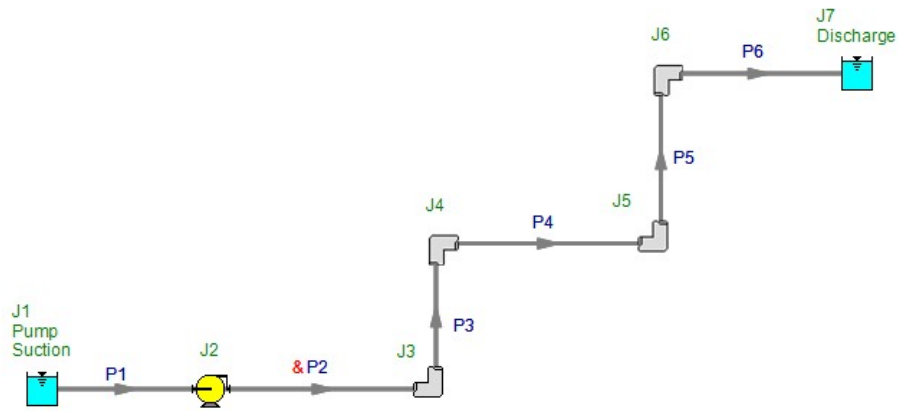 J7
Discharge
J6
P6
P5
J4
P4
J5
J1
Pump
Suction
J2
P1
& P2
J3
P3